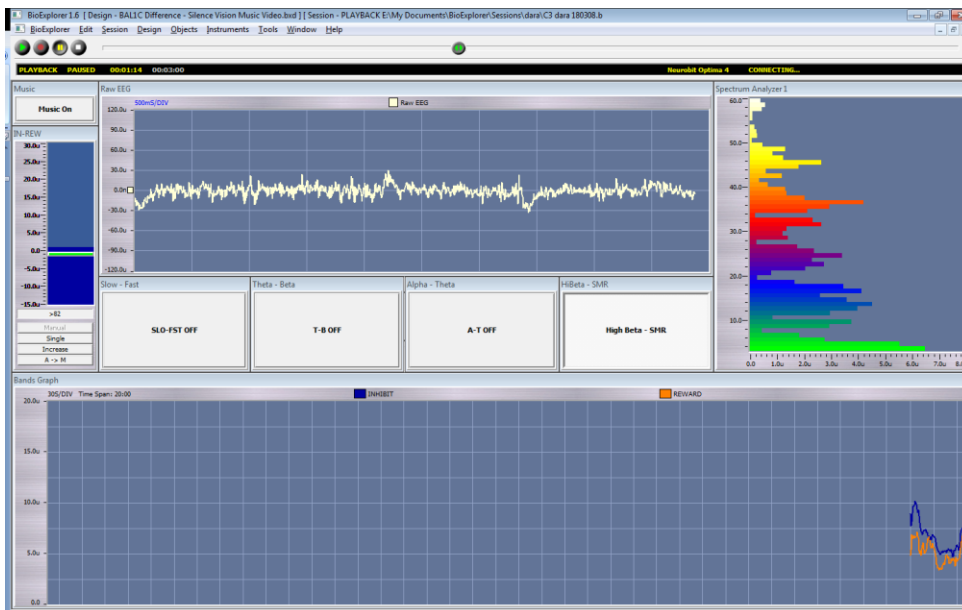 BioExplorer 1.6 [ Design - BAL1C Difference - Silence Vision Music Video.bxd ] [ Session - PLAYBACK E:\My Documents\BioExplorer\Sessions\dara\C3 dara 180308.b
BioExplorer Edit Session Design Objects Instruments Tools Window Help
PLAYBACK PAUSED 00:01:14 00:03:00 Neurobit Optima 4 CONNECTING...
Music
Music On
IN-REW
30.0u
25.0u
20.0u
15.0u
10.0u
5.0u
0.0
-5.0u
-10.0u
-15.0u
>82
Manual
Single
Increase
A -> M
Raw EEG
500mS/DIV Raw EEG
120.0u
90.0u
60.0u
30.0u
0.0
-30.0u
-60.0u
-90.0u
-120.0u
Spectrum Analyzer 1
60.0
50.0
40.0
30.0
20.0
10.0
0.0 1.0u 2.0u 3.0u 4.0u 5.0u 6.0u 7.0u
Slow - Fast
SLO-FST OFF
Theta - Beta
T-B OFF
Alpha - Theta
A-T OFF
HiBeta - SMR
High Beta - SMR
Bands Graph
30S/DIV Time Span: 20:00 INHIBIT REWARD
20.0u
15.0u
10.0u
5.0u
0.0